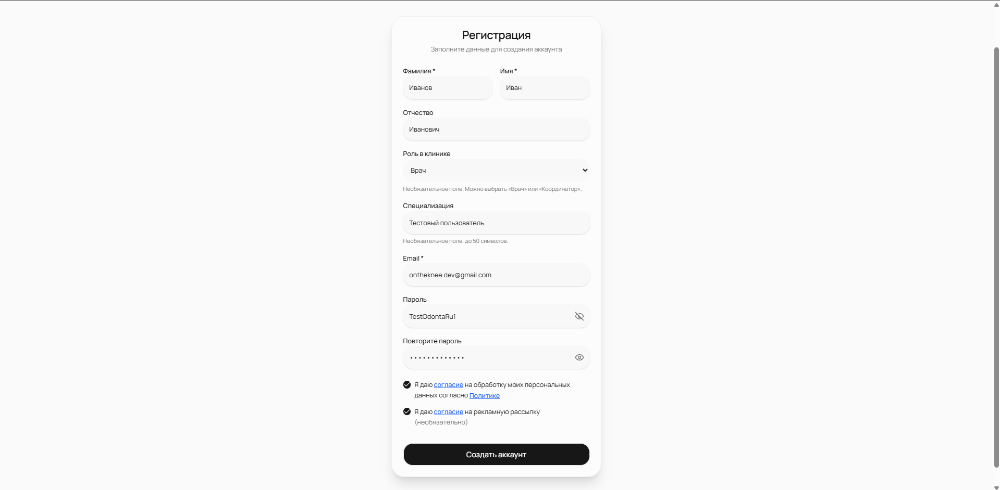 Регистрация
Заполните данные для создания аккаунта
Фамилия *
Имя *
Иванов
Иван
Отчество
Иванович
Роль в клинике
Врач
Необязательное поле. Можно выбрать «Врач» или «Координатор».
Специализация
Тестовый пользователь
Необязательное поле, до 50 символов.
Email *
ontheknee.dev@gmail.com
Пароль
TestOdontaRu1
Повторите пароль
•••••••••••••
Я даю согласие на обработку моих персональных
данных согласно Политике
Я даю согласие на рекламную рассылку
(необязательно)
Создать аккаунт